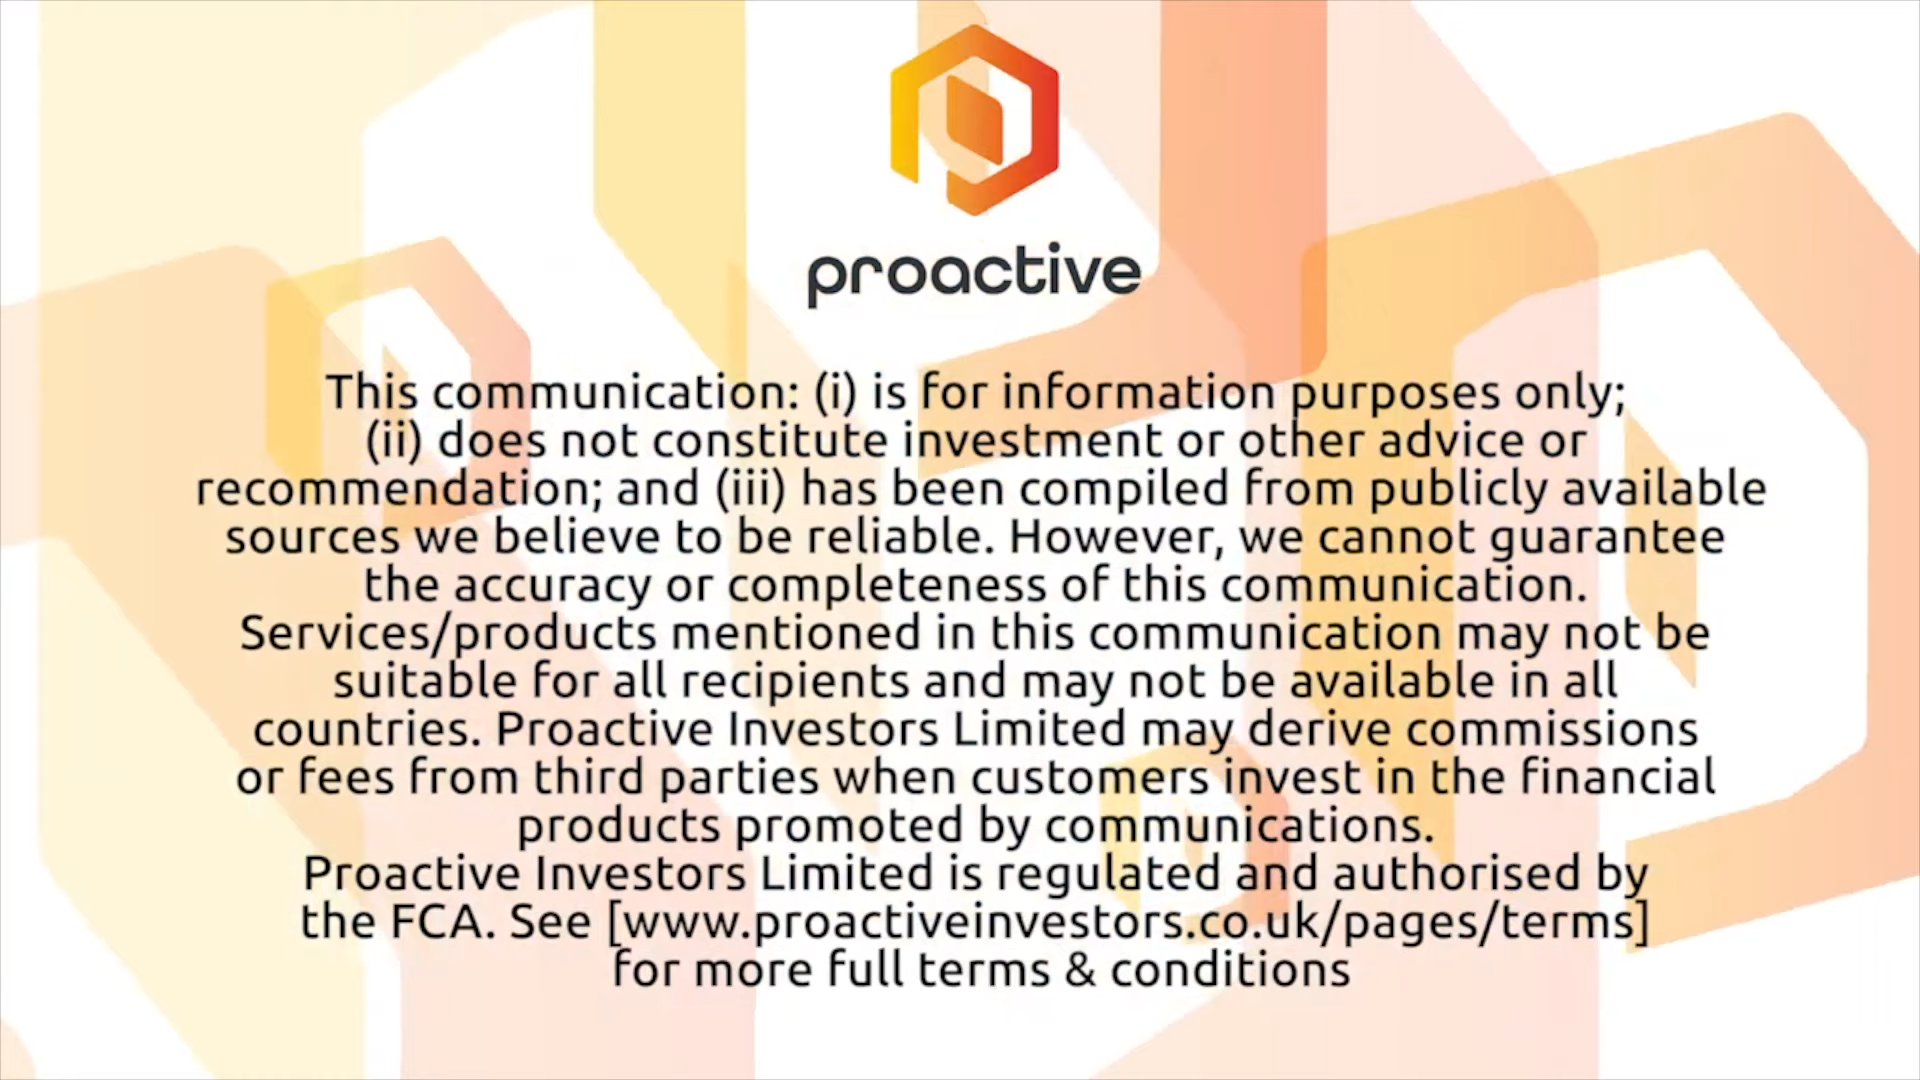 proactive
This communication: (i) is for information purposes only;
(ii) does not constitute investment or other advice or
recommendation; and (iii) has been compiled from publicly available
sources we believe to be reliable. However, we cannot guarantee
the accuracy or completeness of this communication.
Services/products mentioned in this communication may not be
suitable for all recipients and may not be available in all
countries. Proactive Investors Limited may derive commissions
or fees from third parties when customers invest in the financial
products promoted by communications.
Proactive Investors Limited is regulated and authorised by
the FCA. See [www.proactiveinvestors.co.uk/pages/terms]
for more full terms & conditions